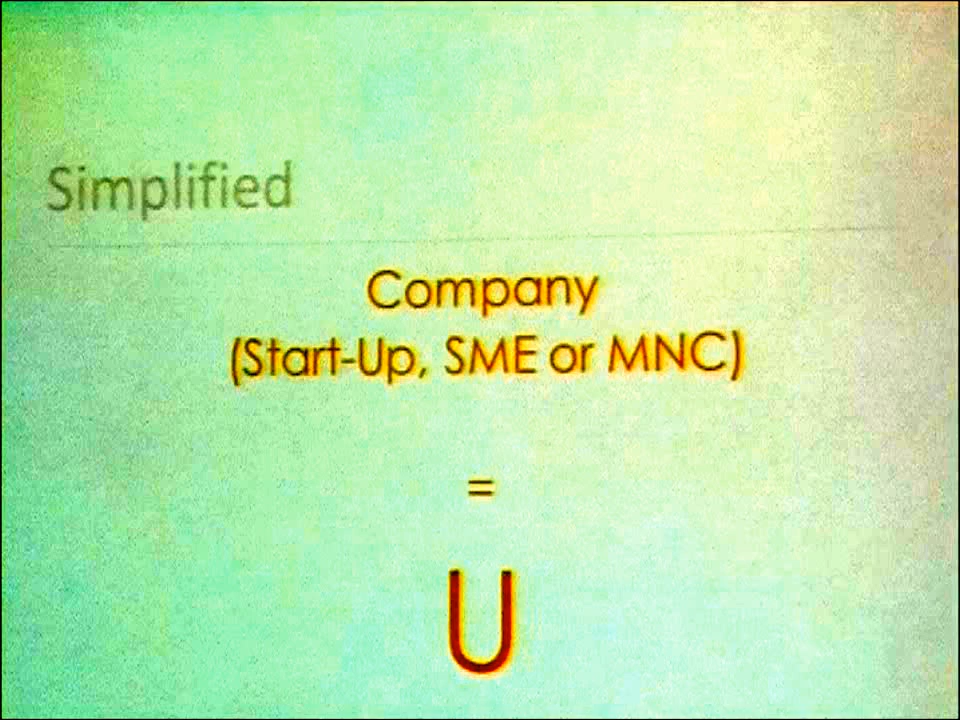 Simplified
Company
(Start-Up, SME or MNC)
=
U